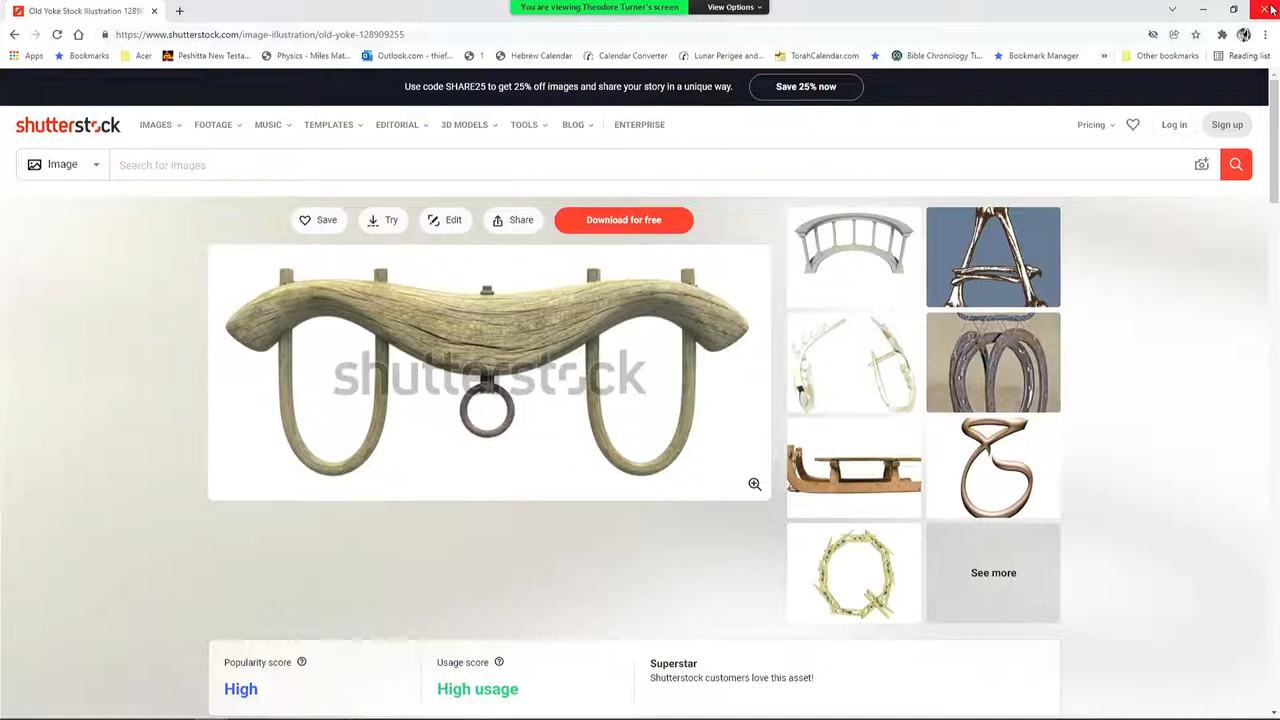 You are viewing Theodore Turner's screen
View Options
Old Yoke Stock Illustration 12890
https://www.shutterstock.com/image-illustration/old-yoke-128909255
Apps Bookmarks Acer Peshitta New Testa... Physics - Miles Mat... Outlook.com - thief... 1 Hebrew Calendar Calendar Converter Lunar Perigee and... TorahCalendar.com Bible Chronology Ti... Bookmark Manager » Other bookmarks Reading list
Use code SHARE25 to get 25% off images and share your story in a unique way. Save 25% now
shutterstock IMAGES FOOTAGE MUSIC TEMPLATES EDITORIAL 3D MODELS TOOLS BLOG ENTERPRISE Pricing Log in Sign up
Image Search for images
Save Try Edit Share Download for free
shutterstock
See more
Popularity score Usage score Superstar
Shutterstock customers love this asset!
High High usage